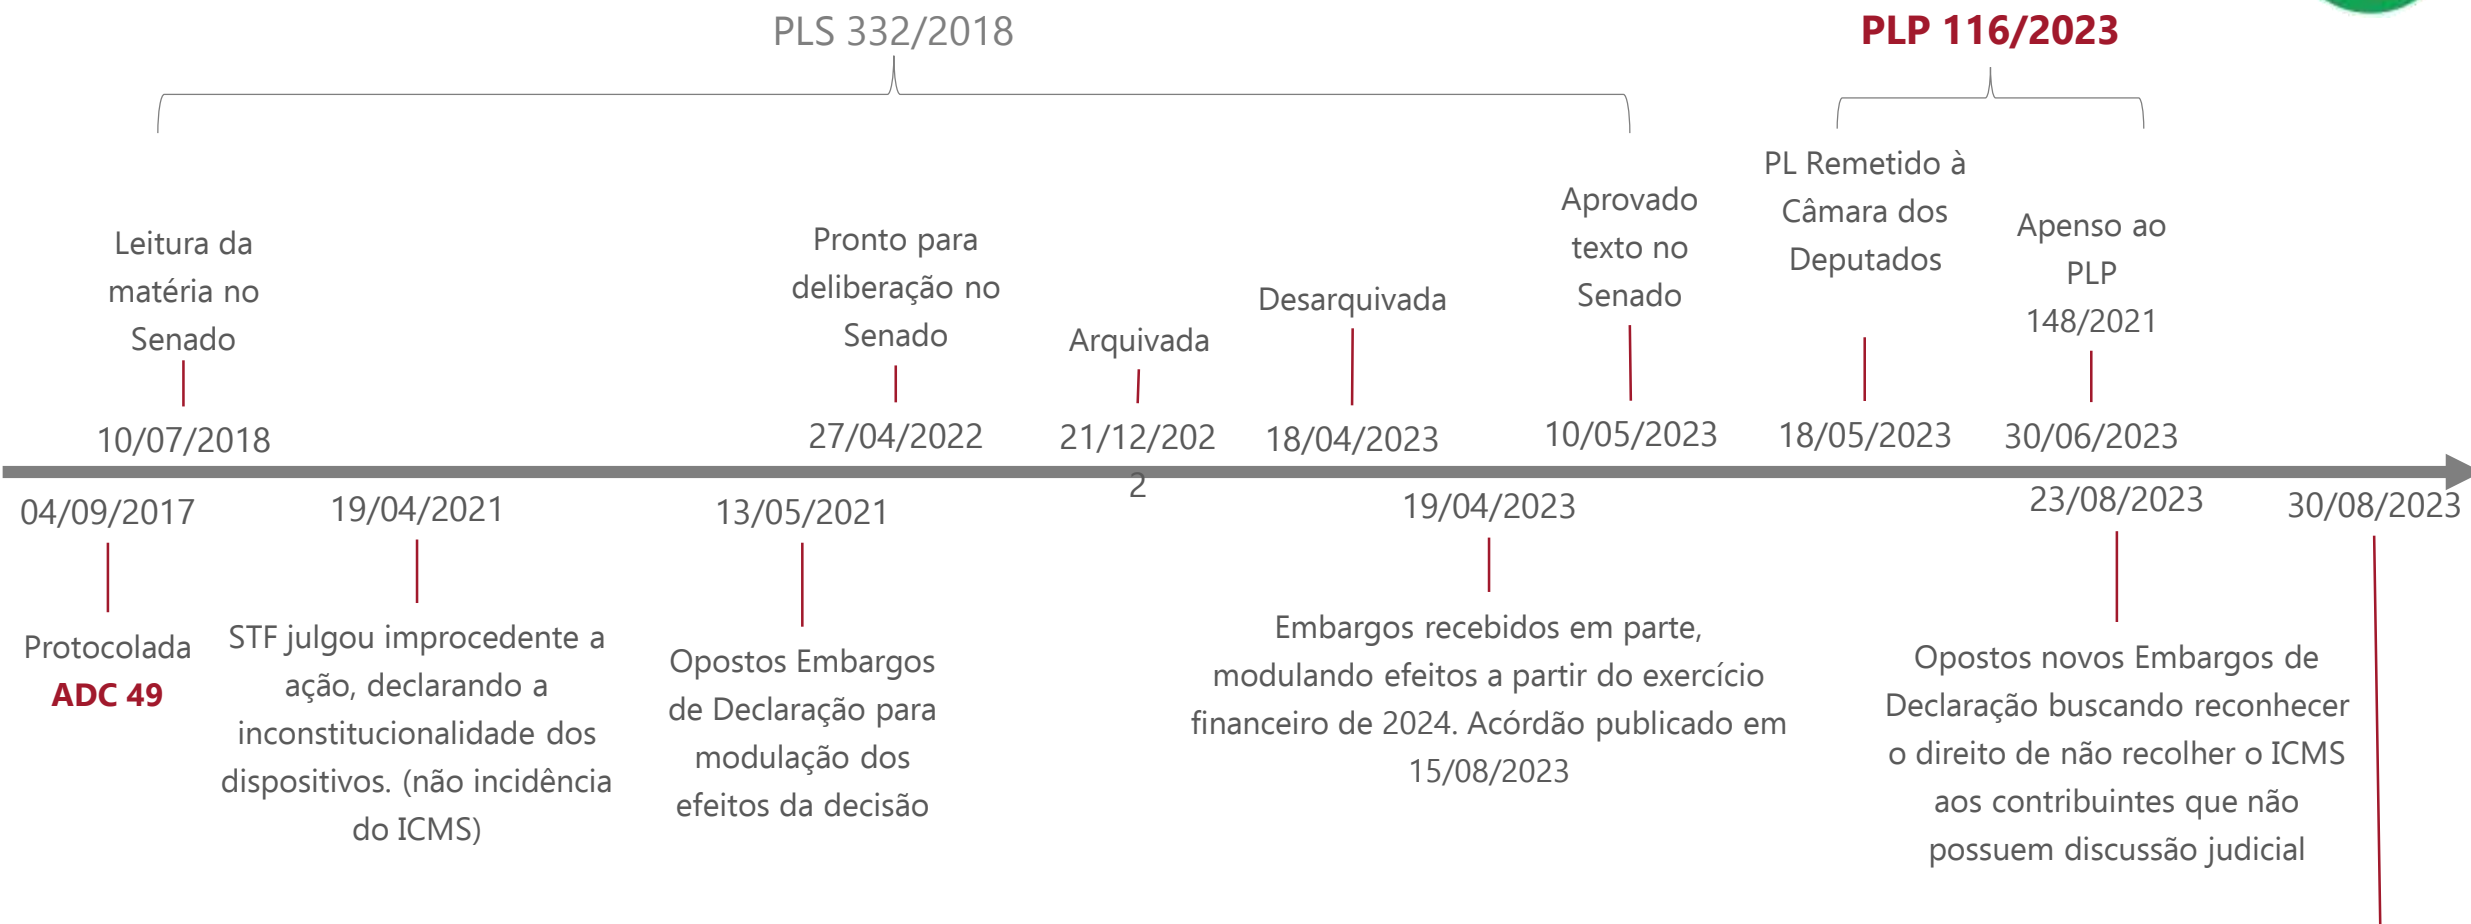 PLS 332/2018
PLP 116/2023
Leitura da
matéria no
Senado
10/07/2018
Pronto para
deliberação no
Senado
27/04/2022
Arquivada
21/12/202
2
Desarquivada
18/04/2023
Aprovado
texto no
Senado
10/05/2023
PL Remetido à
Câmara dos
Deputados
18/05/2023
Apenso ao
PLP
148/2021
30/06/2023
04/09/2017
Protocolada
ADC 49
19/04/2021
STF julgou improcedente a
ação, declarando a
inconstitucionalidade dos
dispositivos. (não incidência
do ICMS)
13/05/2021
Opostos Embargos
de Declaração para
modulação dos
efeitos da decisão
19/04/2023
Embargos recebidos em parte,
modulando efeitos a partir do exercício
financeiro de 2024. Acórdão publicado em
15/08/2023
23/08/2023
Opostos novos Embargos de
Declaração buscando reconhecer
o direito de não recolher o ICMS
aos contribuintes que não
possuem discussão judicial
30/08/2023